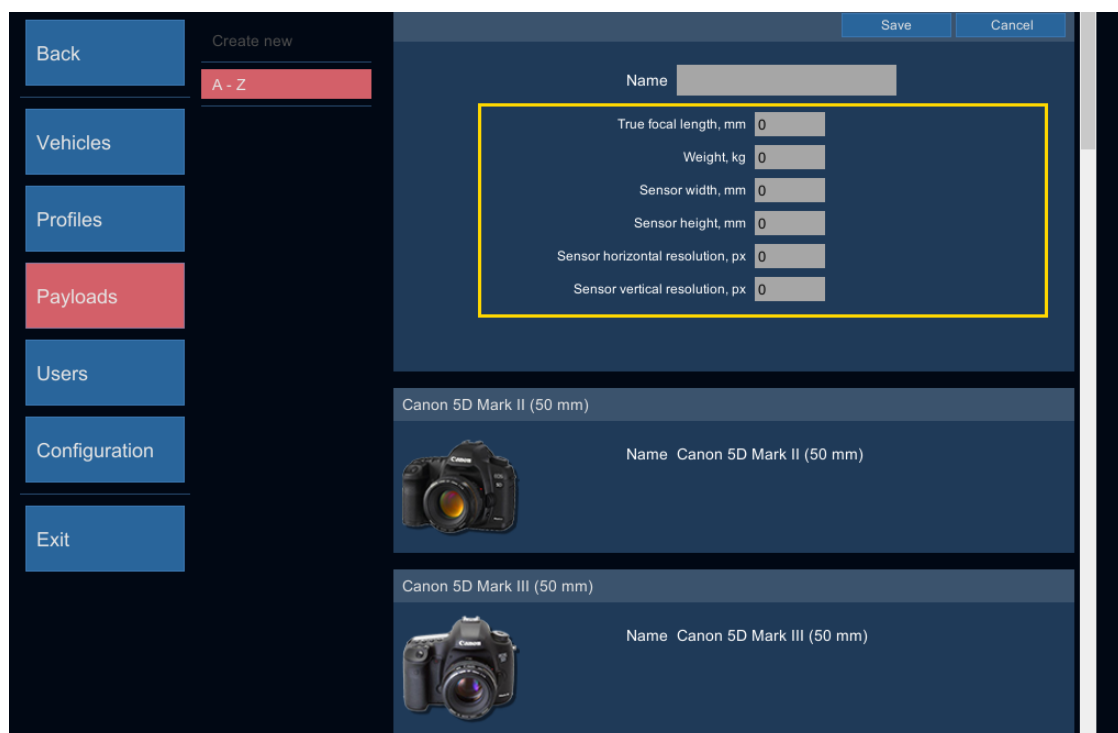 Back
Vehicles
Profiles
Payloads
Users
Configuration
Exit
Create new
A - Z
Save Cancel
Name
True focal length, mm 0
Weight, kg 0
Sensor width, mm 0
Sensor height, mm 0
Sensor horizontal resolution, px 0
Sensor vertical resolution, px 0
Canon 5D Mark II (50 mm)
Name Canon 5D Mark II (50 mm)
Canon 5D Mark III (50 mm)
Name Canon 5D Mark III (50 mm)